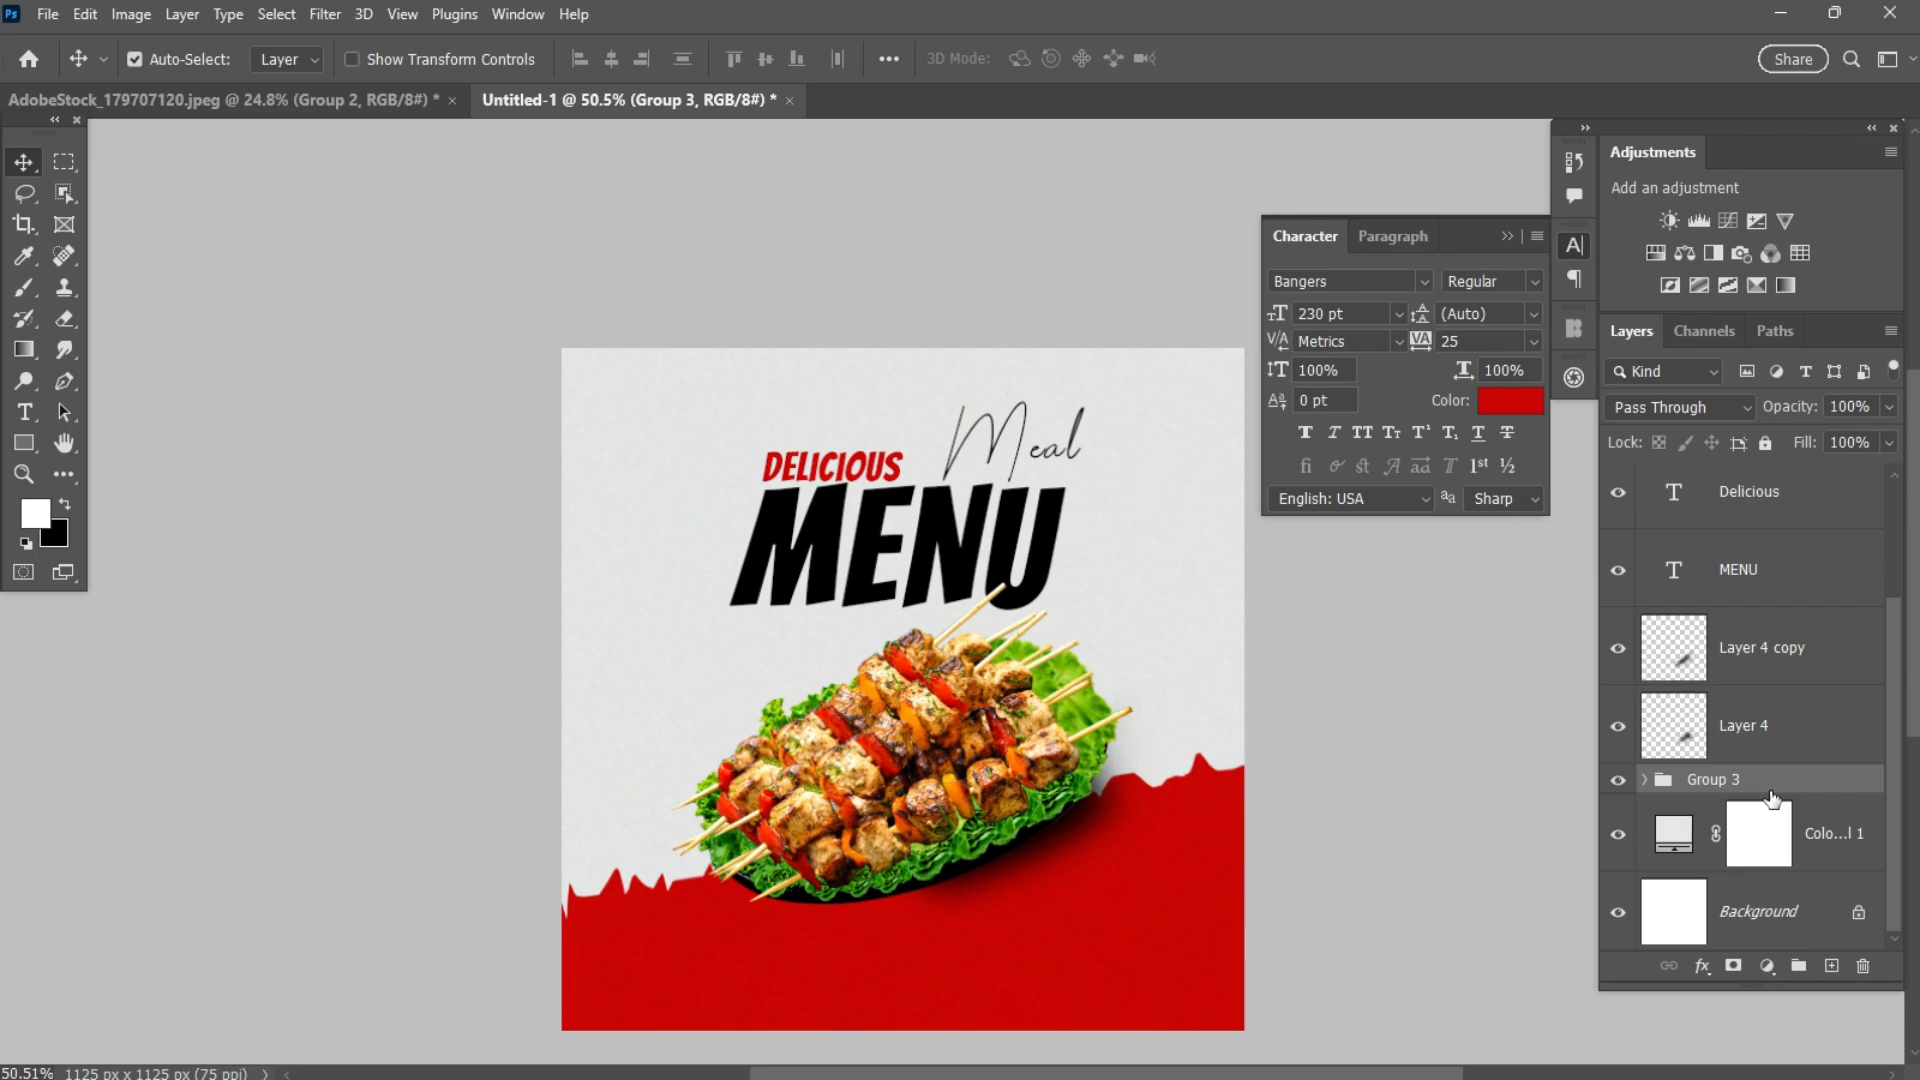 Ps File Edit Image Layer Type Select Filter 3D View Plugins Window Help
Auto-Select: Layer Show Transform Controls 3D Mode: Share
AdobeStock_179707120.jpeg @ 24.8% (Group 2, RGB/8#) * Untitled-1 @ 50.5% (Group 3, RGB/8#) *
Meal
DELICIOUS
MENU
Character Paragraph
Bangers Regular
230 pt (Auto)
Metrics 25
100% 100%
0 pt Color:
English: USA Sharp
Adjustments
Add an adjustment
Layers Channels Paths
Kind
Pass Through Opacity: 100%
Lock: Fill: 100%
Delicious
MENU
Layer 4 copy
Layer 4
Group 3
Colo...l 1
Background
50.51% 1125 px x 1125 px (75 ppi)